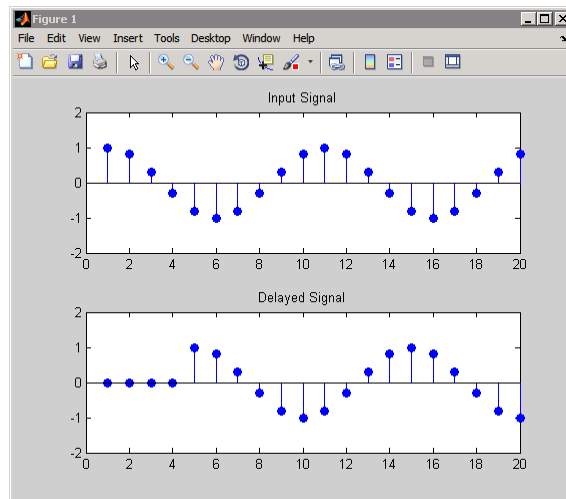 Figure 1
File Edit View Insert Tools Desktop Window Help
Input Signal
2
1
0
-1
-2
0 2 4 6 8 10 12 14 16 18 20
Delayed Signal
2
1
0
-1
-2
0 2 4 6 8 10 12 14 16 18 20